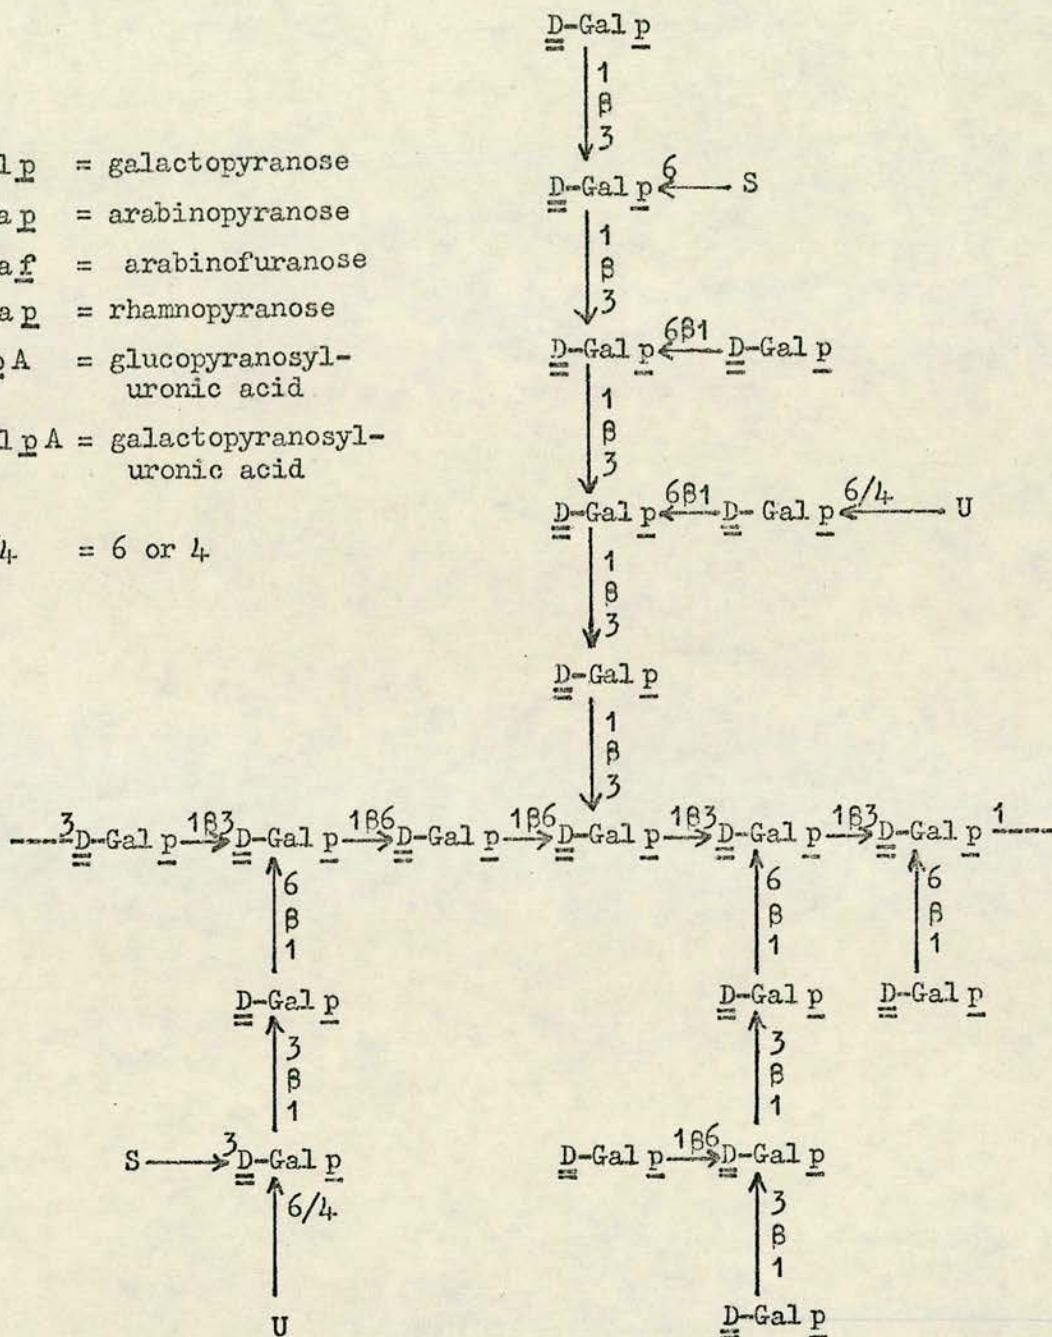 D-Gal p
1
β
3
D-Gal p 6 S
1
β
3
D-Gal p 6β1 D-Gal p
1
β
3
D-Gal p 6β1 D-Gal p 6/4 U
1
β
3
D-Gal p
1
β
3
l p = galactopyranose
a p = arabinopyranose
a f = arabinofuranose
a p = rhamnopyranose
p A = glucopyranosyl-
uronic acid
l p A = galactopyranosyl-
uronic acid
4 = 6 or 4
3 D-Gal p 1β3 D-Gal p 1β6 D-Gal p 1β6 D-Gal p 1β3 D-Gal p 1β3 D-Gal p 1
6
β
1
D-Gal p
3
β
1
S 3 D-Gal p
6/4
U
6
β
1
D-Gal p
3
β
1
D-Gal p 1β6 D-Gal p
3
β
1
D-Gal p
6
β
1
D-Gal p